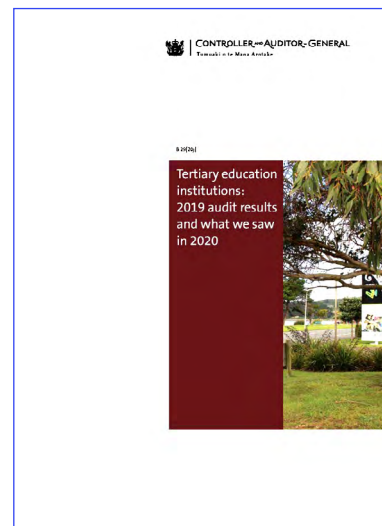 CONTROLLER AND AUDITOR-GENERAL
Tumuaki o te Mana Arotake
B.29[20j]
Tertiary education
institutions:
2019 audit results
and what we saw
in 2020